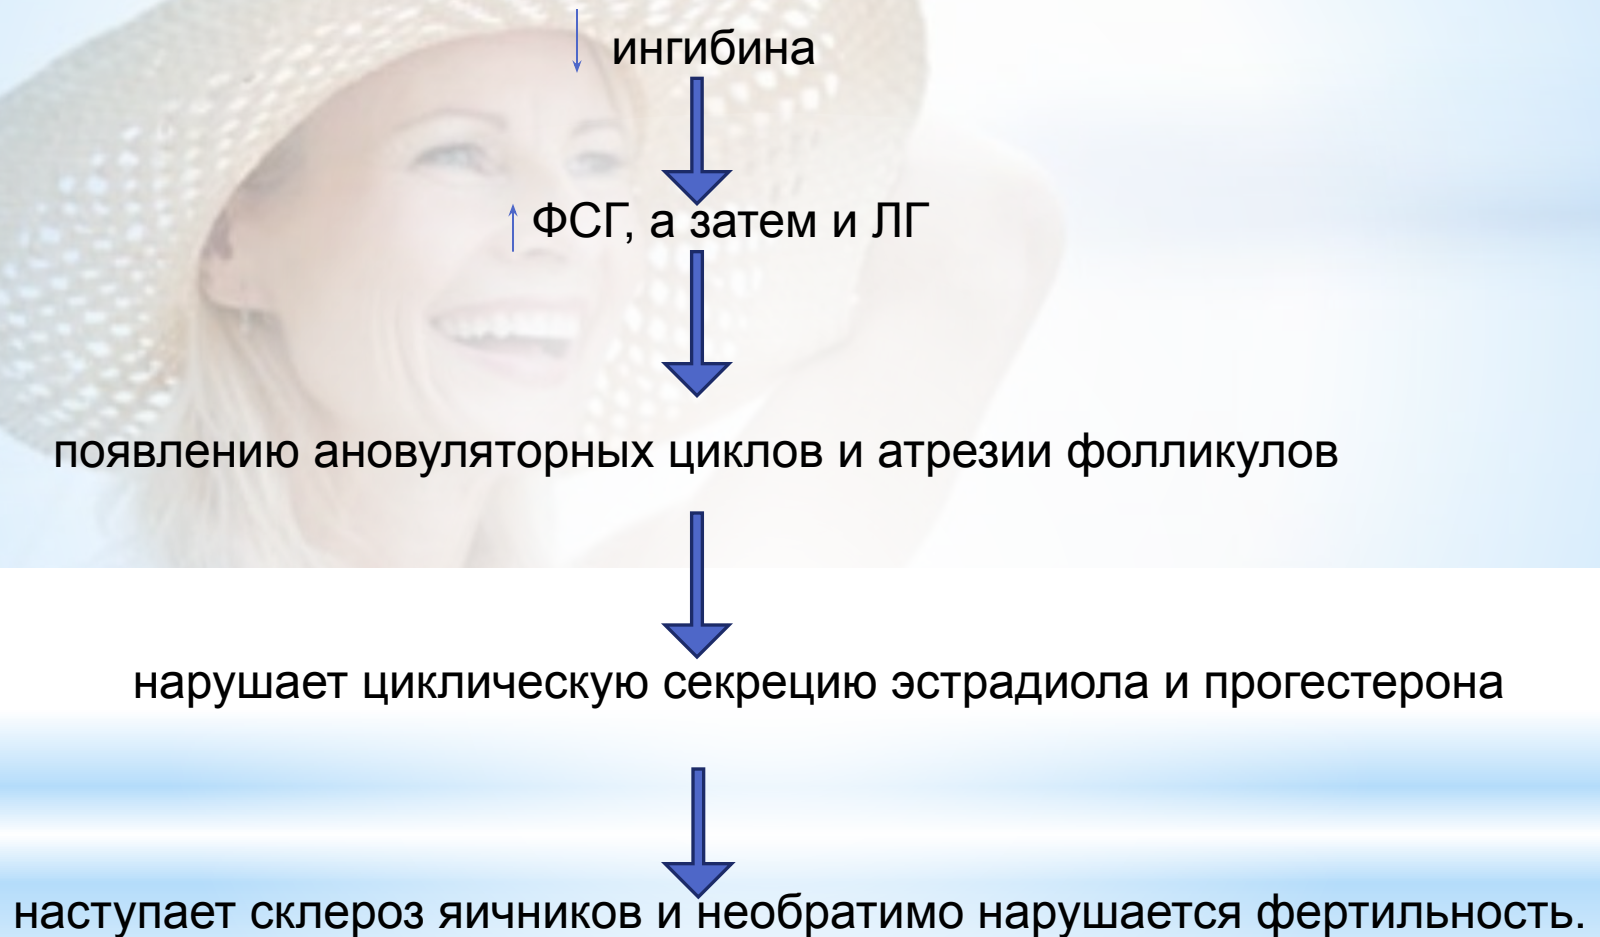 ингибина
ФСГ, а затем и ЛГ
появлению ановуляторных циклов и атрезии фолликулов
нарушает циклическую секрецию эстрадиола и прогестерона
наступает склероз яичников и необратимо нарушается фертильность.